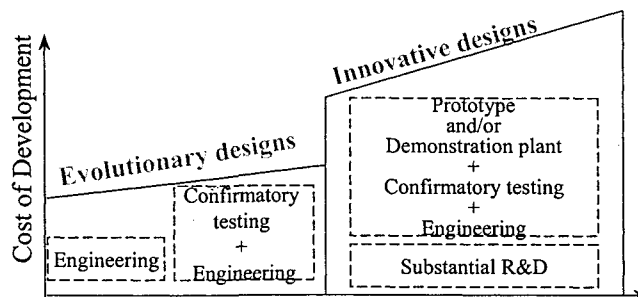 Cost of Development
Evolutionary designs
Innovative designs
Engineering
Confirmatory
testing
+
Engineering
Prototype
and/or
Demonstration plant
+
Confirmatory testing
+
Engineering
Substantial R&D